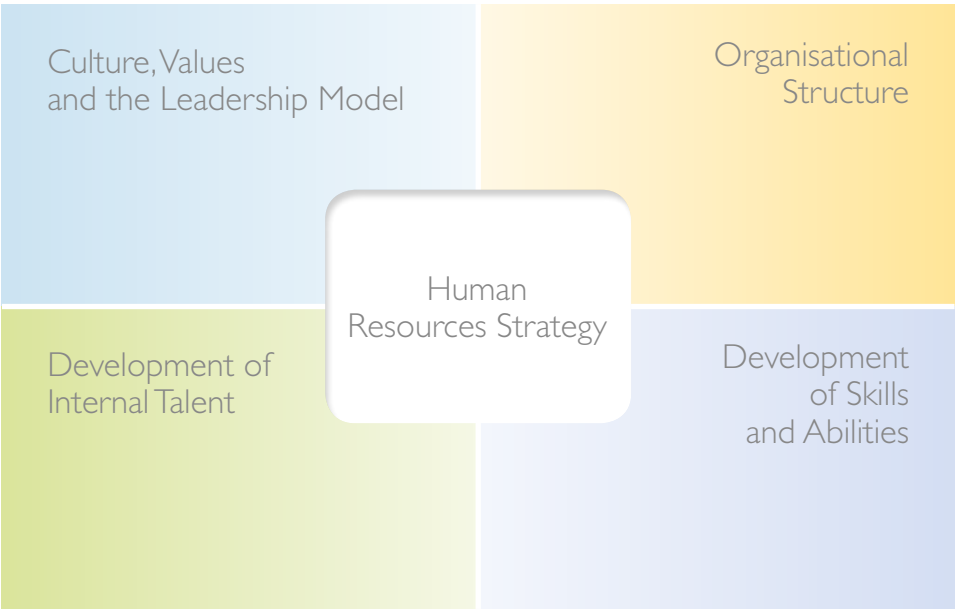 Culture, Values
and the Leadership Model
Organisational
Structure
Human
Resources Strategy
Development of
Internal Talent
Development
of Skills
and Abilities